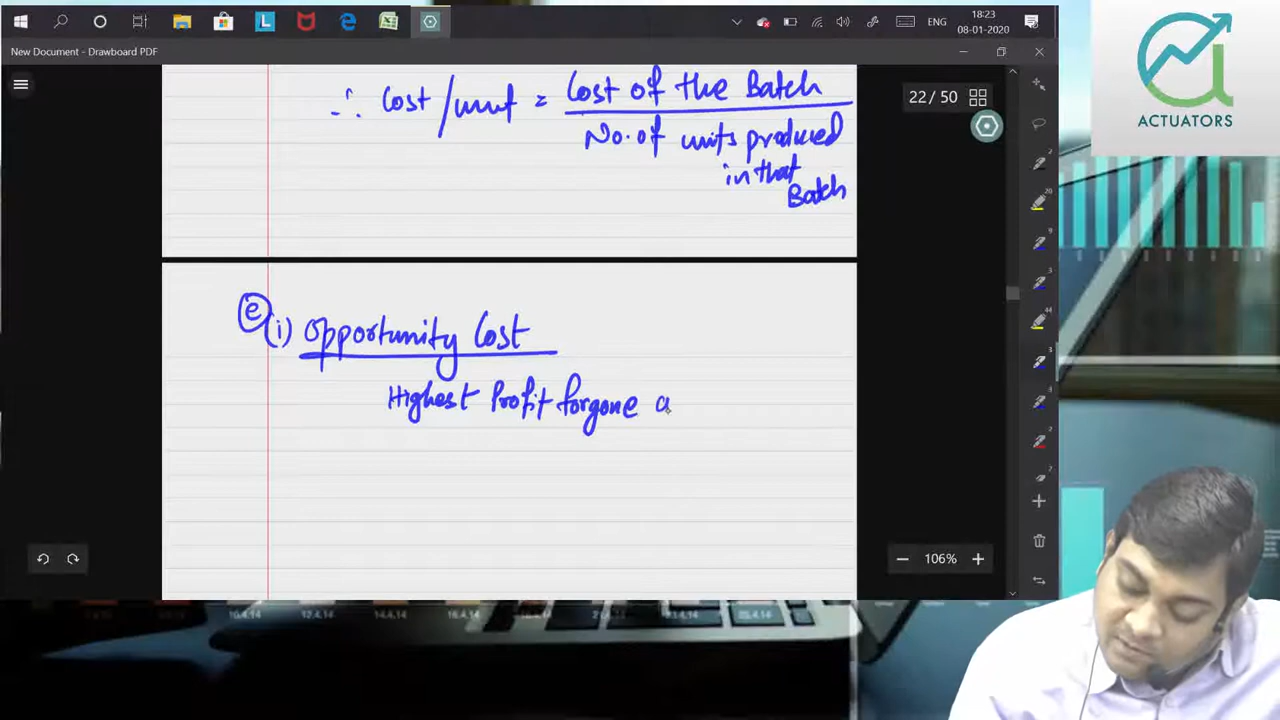 18:23
ENG
08-01-2020
New Document - Drawboard PDF
∴ Cost/unit = Cost of the Batch
No. of units produced
in that
Batch
22 / 50
ACTUATORS
e (i) Opportunity Cost
Highest Profit forgone a
106%